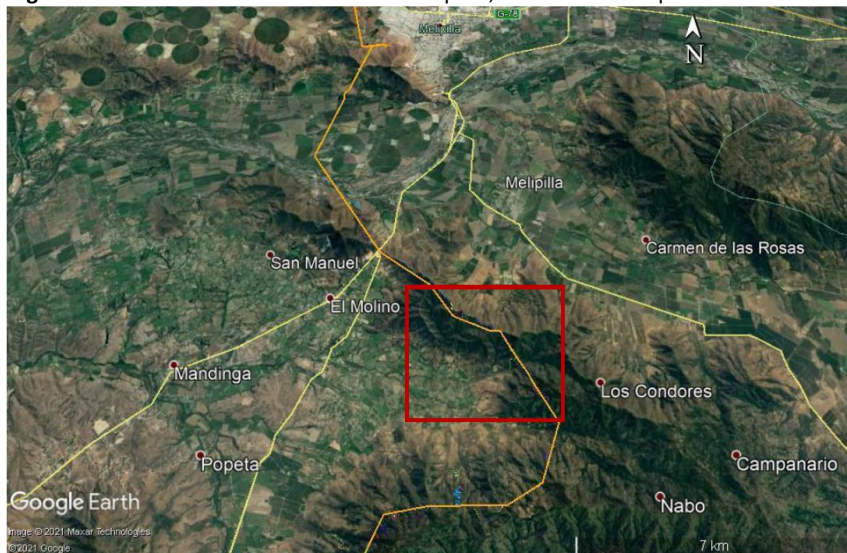 G-78
Melipilla
N
Melipilla
Carmen de las Rosas
San Manuel
El Molino
Mandinga
Los Condores
Popeta
Campanario
Nabo
Google Earth
Image © 2021 Maxar Technologies
©2021 Google
7 km